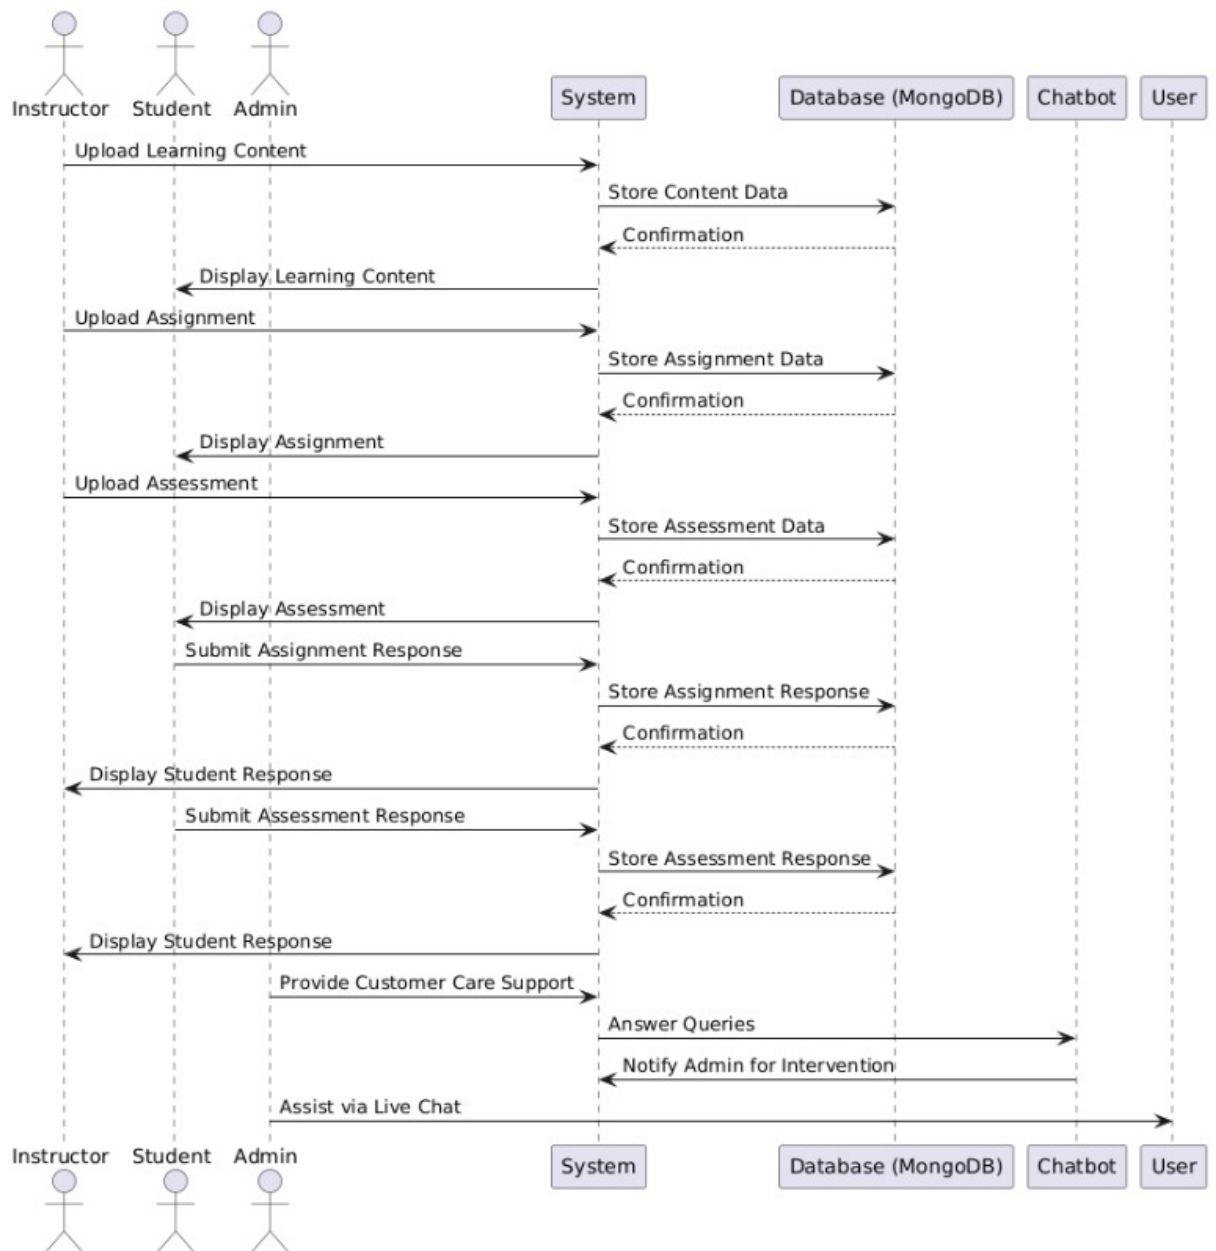 Instructor Student Admin System Database (MongoDB) Chatbot User
Upload Learning Content
Store Content Data
Confirmation
Display Learning Content
Upload Assignment
Store Assignment Data
Confirmation
Display Assignment
Upload Assessment
Store Assessment Data
Confirmation
Display Assessment
Submit Assignment Response
Store Assignment Response
Confirmation
Display Student Response
Submit Assessment Response
Store Assessment Response
Confirmation
Display Student Response
Provide Customer Care Support
Answer Queries
Notify Admin for Intervention
Assist via Live Chat
Instructor Student Admin System Database (MongoDB) Chatbot User